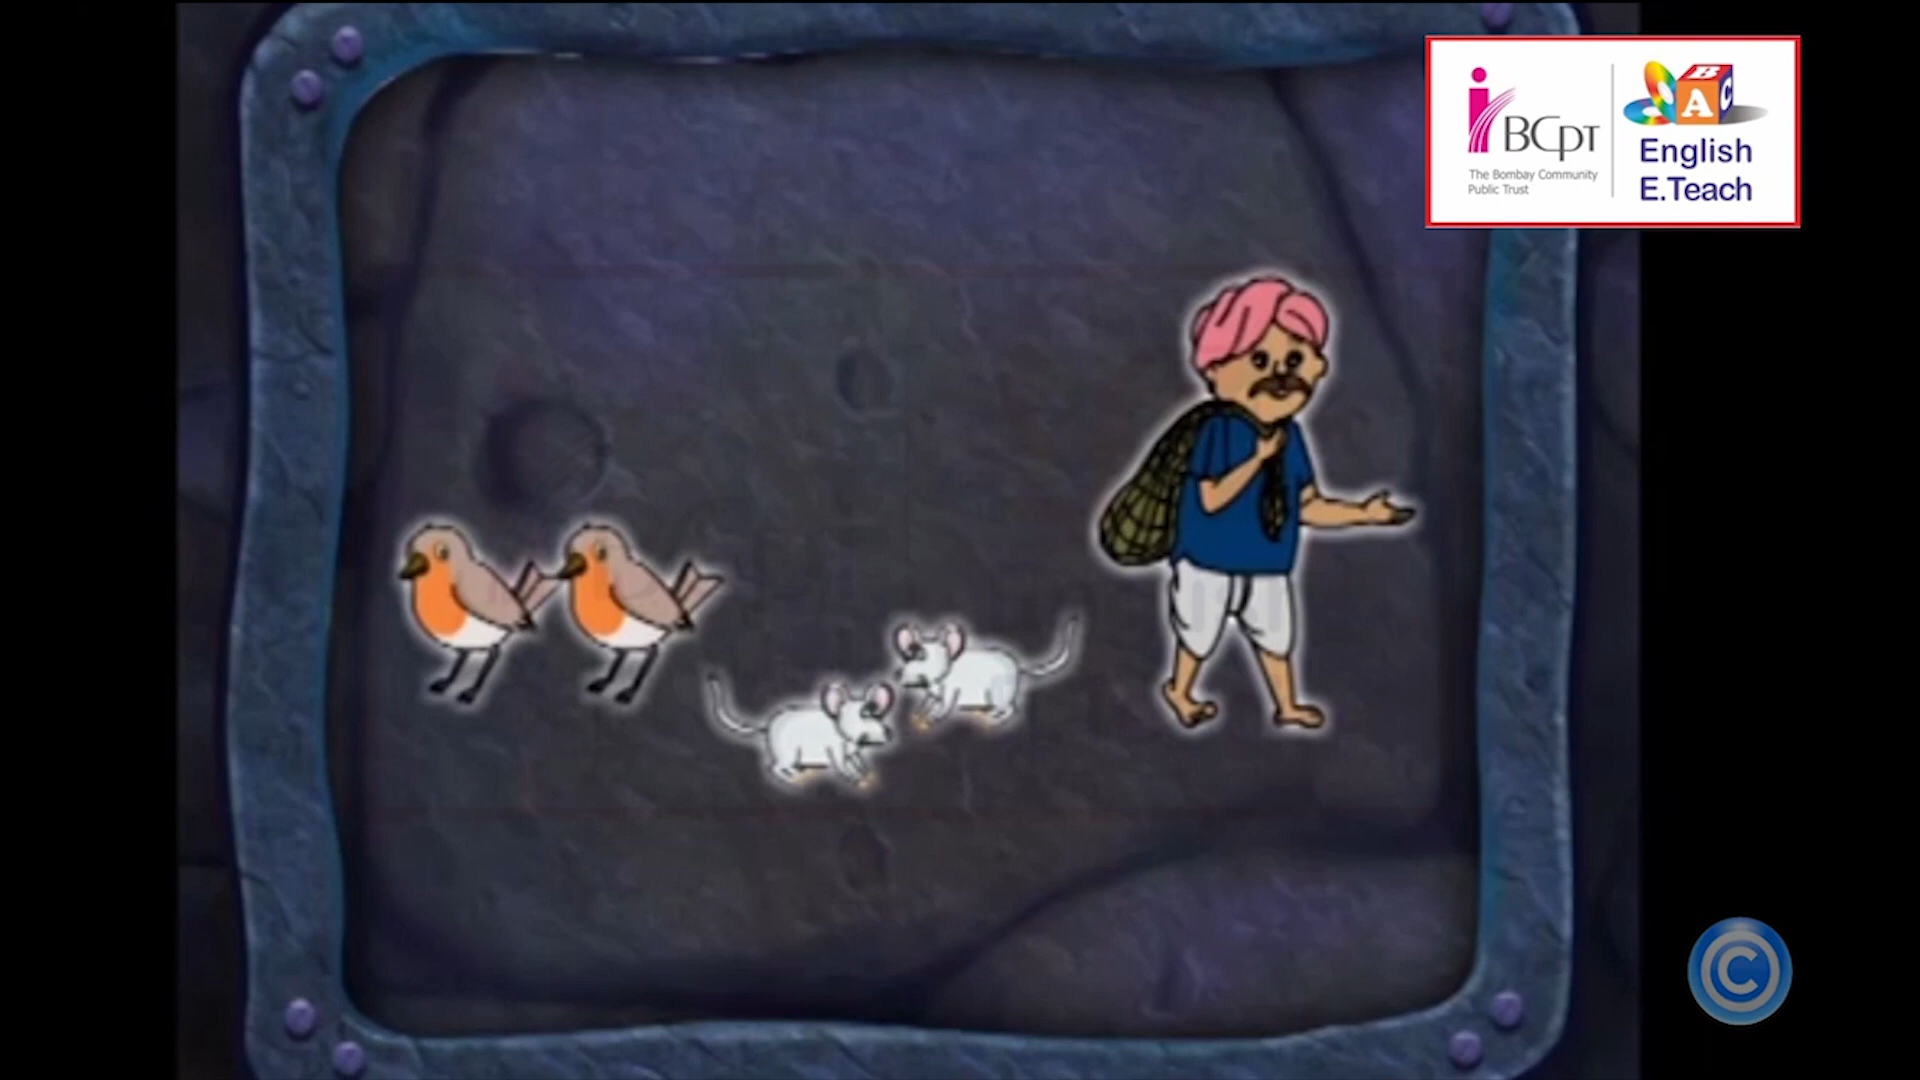 BCPT
The Bombay Community
Public Trust
B
A
C
English
E.Teach
©